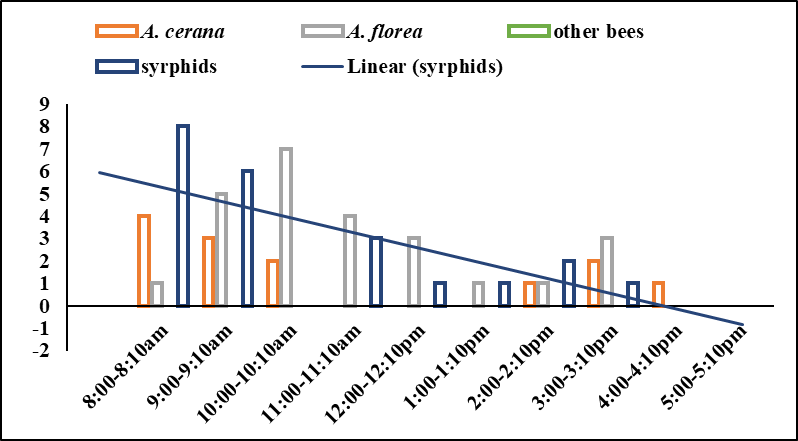 A. cerana A. florea other bees
syrphids Linear (syrphids)
9
8
7
6
5
4
3
2
1
0
-1
-2
8:00-8:10am
9:00-9:10am
10:00-10:10am
11:00-11:10am
12:00-12:10pm
1:00-1:10pm
2:00-2:10pm
3:00-3:10pm
4:00-4:10pm
5:00-5:10pm